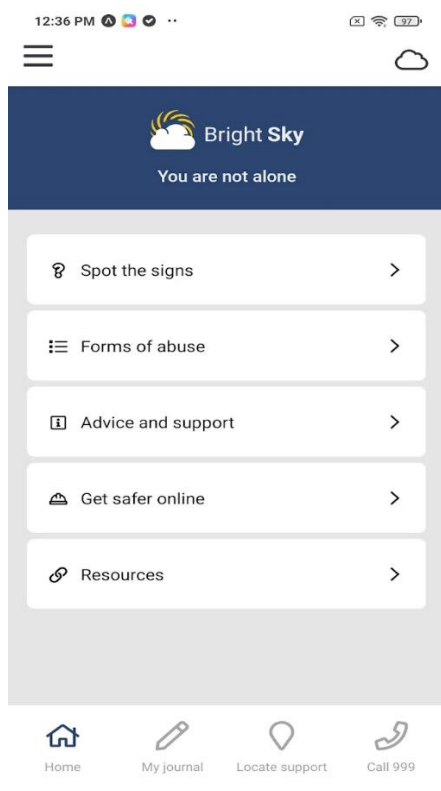 12:36 PM
97
Bright Sky
You are not alone
Spot the signs
Forms of abuse
Advice and support
Get safer online
Resources
Home
My journal
Locate support
Call 999